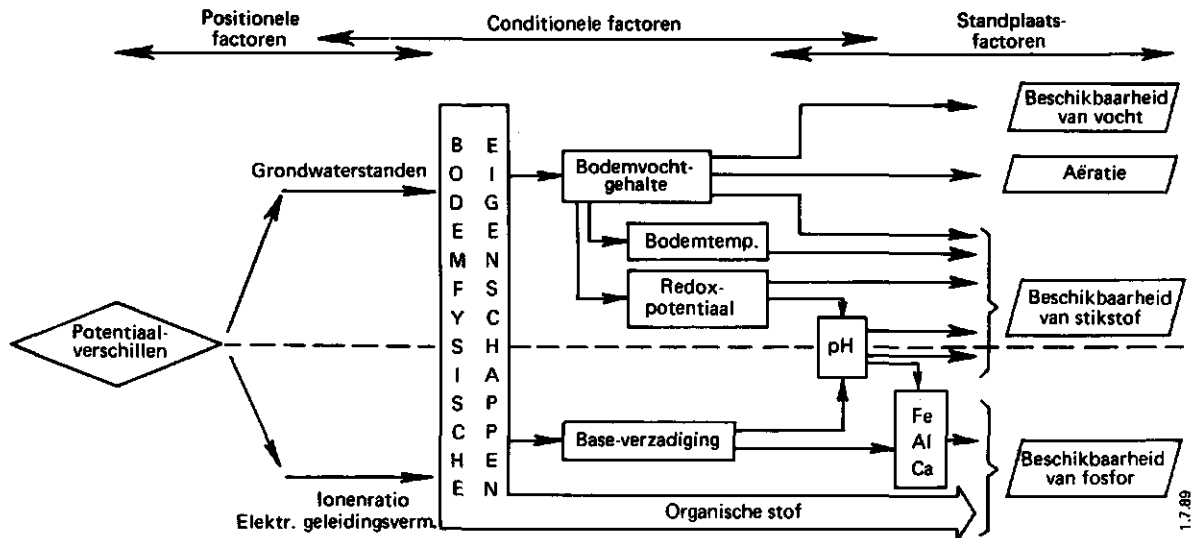 Positionele
factoren
Conditionele factoren
Standplaats-
factoren
Beschikbaarheid
van vocht
Grondwaterstanden
BODEMFYSISCHE
EIGENSCHAPPEN
Bodemvocht-
gehalte
Aëratie
Bodemtemp.
Redox-
potentiaal
Beschikbaarheid
van stikstof
Potentiaal-
verschillen
pH
Base-verzadiging
Fe
Al
Ca
Beschikbaarheid
van fosfor
Ionenratio
Elektr. geleidingsverm.
Organische stof
1.7.89